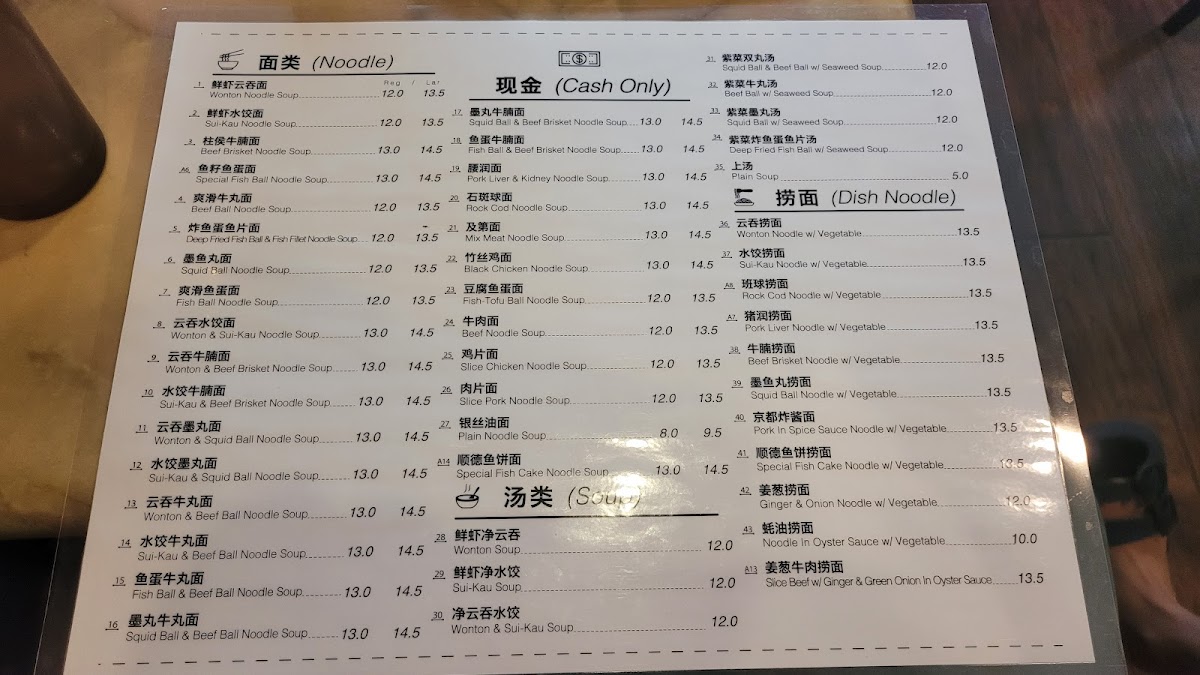 面类 (Noodle)
Reg / Lar
1 鲜虾云吞面
Wonton Noodle Soup 12.0 13.5
2 鲜虾水饺面
Sui-Kau Noodle Soup 12.0 13.5
3 柱侯牛腩面
Beef Brisket Noodle Soup 13.0 14.5
A6 鱼籽鱼蛋面
Special Fish Ball Noodle Soup 13.0 14.5
4 爽滑牛丸面
Beef Ball Noodle Soup 12.0 13.5
5 炸鱼蛋鱼片面
Deep Fried Fish Ball & Fish Fillet Noodle Soup 12.0 13.5
6 墨鱼丸面
Squid Ball Noodle Soup 12.0 13.5
7 爽滑鱼蛋面
Fish Ball Noodle Soup 12.0 13.5
8 云吞水饺面
Wonton & Sui-Kau Noodle Soup 13.0 14.5
9 云吞牛腩面
Wonton & Beef Brisket Noodle Soup 13.0 14.5
10 水饺牛腩面
Sui-Kau & Beef Brisket Noodle Soup 13.0 14.5
11 云吞墨丸面
Wonton & Squid Ball Noodle Soup 13.0 14.5
12 水饺墨丸面
Sui-Kau & Squid Ball Noodle Soup 13.0 14.5
13 云吞牛丸面
Wonton & Beef Ball Noodle Soup 13.0 14.5
14 水饺牛丸面
Sui-Kau & Beef Ball Noodle Soup 13.0 14.5
15 鱼蛋牛丸面
Fish Ball & Beef Ball Noodle Soup 13.0 14.5
16 墨丸牛丸面
Squid Ball & Beef Ball Noodle Soup 13.0 14.5
$
现金 (Cash Only)
17 墨丸牛腩面
Squid Ball & Beef Brisket Noodle Soup 13.0 14.5
18 鱼蛋牛腩面
Fish Ball & Beef Brisket Noodle Soup 13.0 14.5
19 腰润面
Pork Liver & Kidney Noodle Soup 13.0 14.5
20 石斑球面
Rock Cod Noodle Soup 13.0 14.5
21 及第面
Mix Meat Noodle Soup 13.0 14.5
22 竹丝鸡面
Black Chicken Noodle Soup 13.0 14.5
23 豆腐鱼蛋面
Fish-Tofu Ball Noodle Soup 12.0 13.5
24 牛肉面
Beef Noodle Soup 12.0 13.5
25 鸡片面
Slice Chicken Noodle Soup 12.0 13.5
26 肉片面
Slice Pork Noodle Soup 12.0 13.5
27 银丝油面
Plain Noodle Soup 8.0 9.5
A14 顺德鱼饼面
Special Fish Cake Noodle Soup 13.0 14.5
汤类 (Soup)
28 鲜虾净云吞
Wonton Soup 12.0
29 鲜虾净水饺
Sui-Kau Soup 12.0
30 净云吞水饺
Wonton & Sui-Kau Soup 12.0
31 紫菜双丸汤
Squid Ball & Beef Ball w/ Seaweed Soup 12.0
32 紫菜牛丸汤
Beef Ball w/ Seaweed Soup 12.0
33 紫菜墨丸汤
Squid Ball w/ Seaweed Soup 12.0
34 紫菜炸鱼蛋鱼片汤
Deep Fried Fish Ball w/ Seaweed Soup 12.0
35 上汤
Plain Soup 5.0
捞面 (Dish Noodle)
36 云吞捞面
Wonton Noodle w/ Vegetable 13.5
37 水饺捞面
Sui-Kau Noodle w/ Vegetable 13.5
A8 班球捞面
Rock Cod Noodle w/ Vegetable 13.5
A7 猪润捞面
Pork Liver Noodle w/ Vegetable 13.5
38 牛腩捞面
Beef Brisket Noodle w/ Vegetable 13.5
39 墨鱼丸捞面
Squid Ball Noodle w/ Vegetable 13.5
40 京都炸酱面
Pork In Spice Sauce Noodle w/ Vegetable 13.5
41 顺德鱼饼捞面
Special Fish Cake Noodle w/ Vegetable 13.5
42 姜葱捞面
Ginger & Onion Noodle w/ Vegetable 12.0
43 蚝油捞面
Noodle In Oyster Sauce w/ Vegetable 10.0
A13 姜葱牛肉捞面
Slice Beef w/ Ginger & Green Onion In Oyster Sauce 13.5